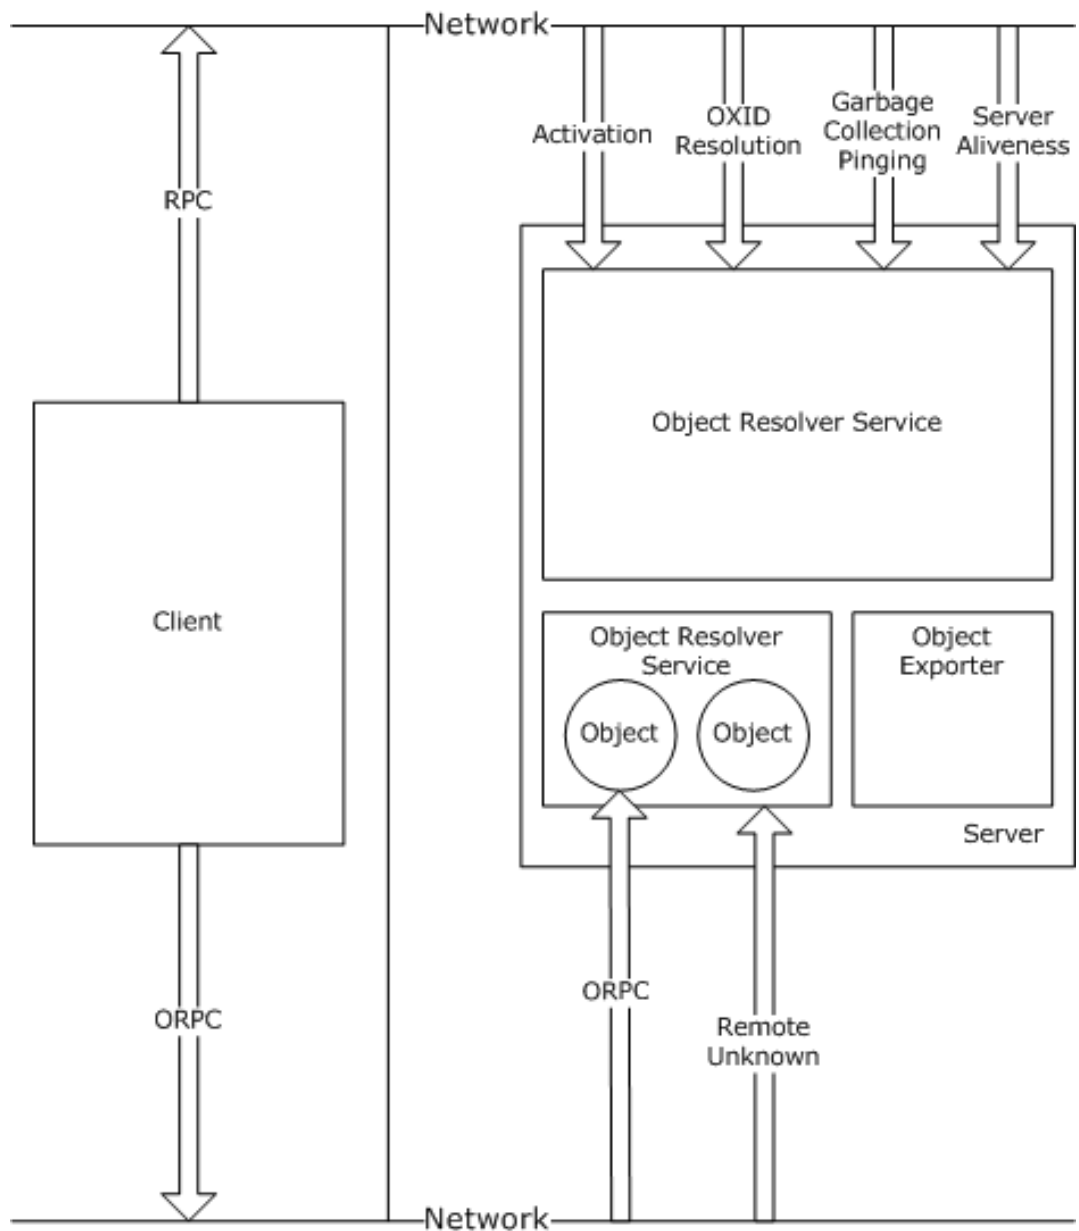 Network
Activation
OXID
Resolution
Garbage
Collection
Pinging
Server
Aliveness
RPC
Object Resolver Service
Client
Object Resolver
Service
Object
Exporter
Object
Object
Server
ORPC
ORPC
Remote
Unknown
Network